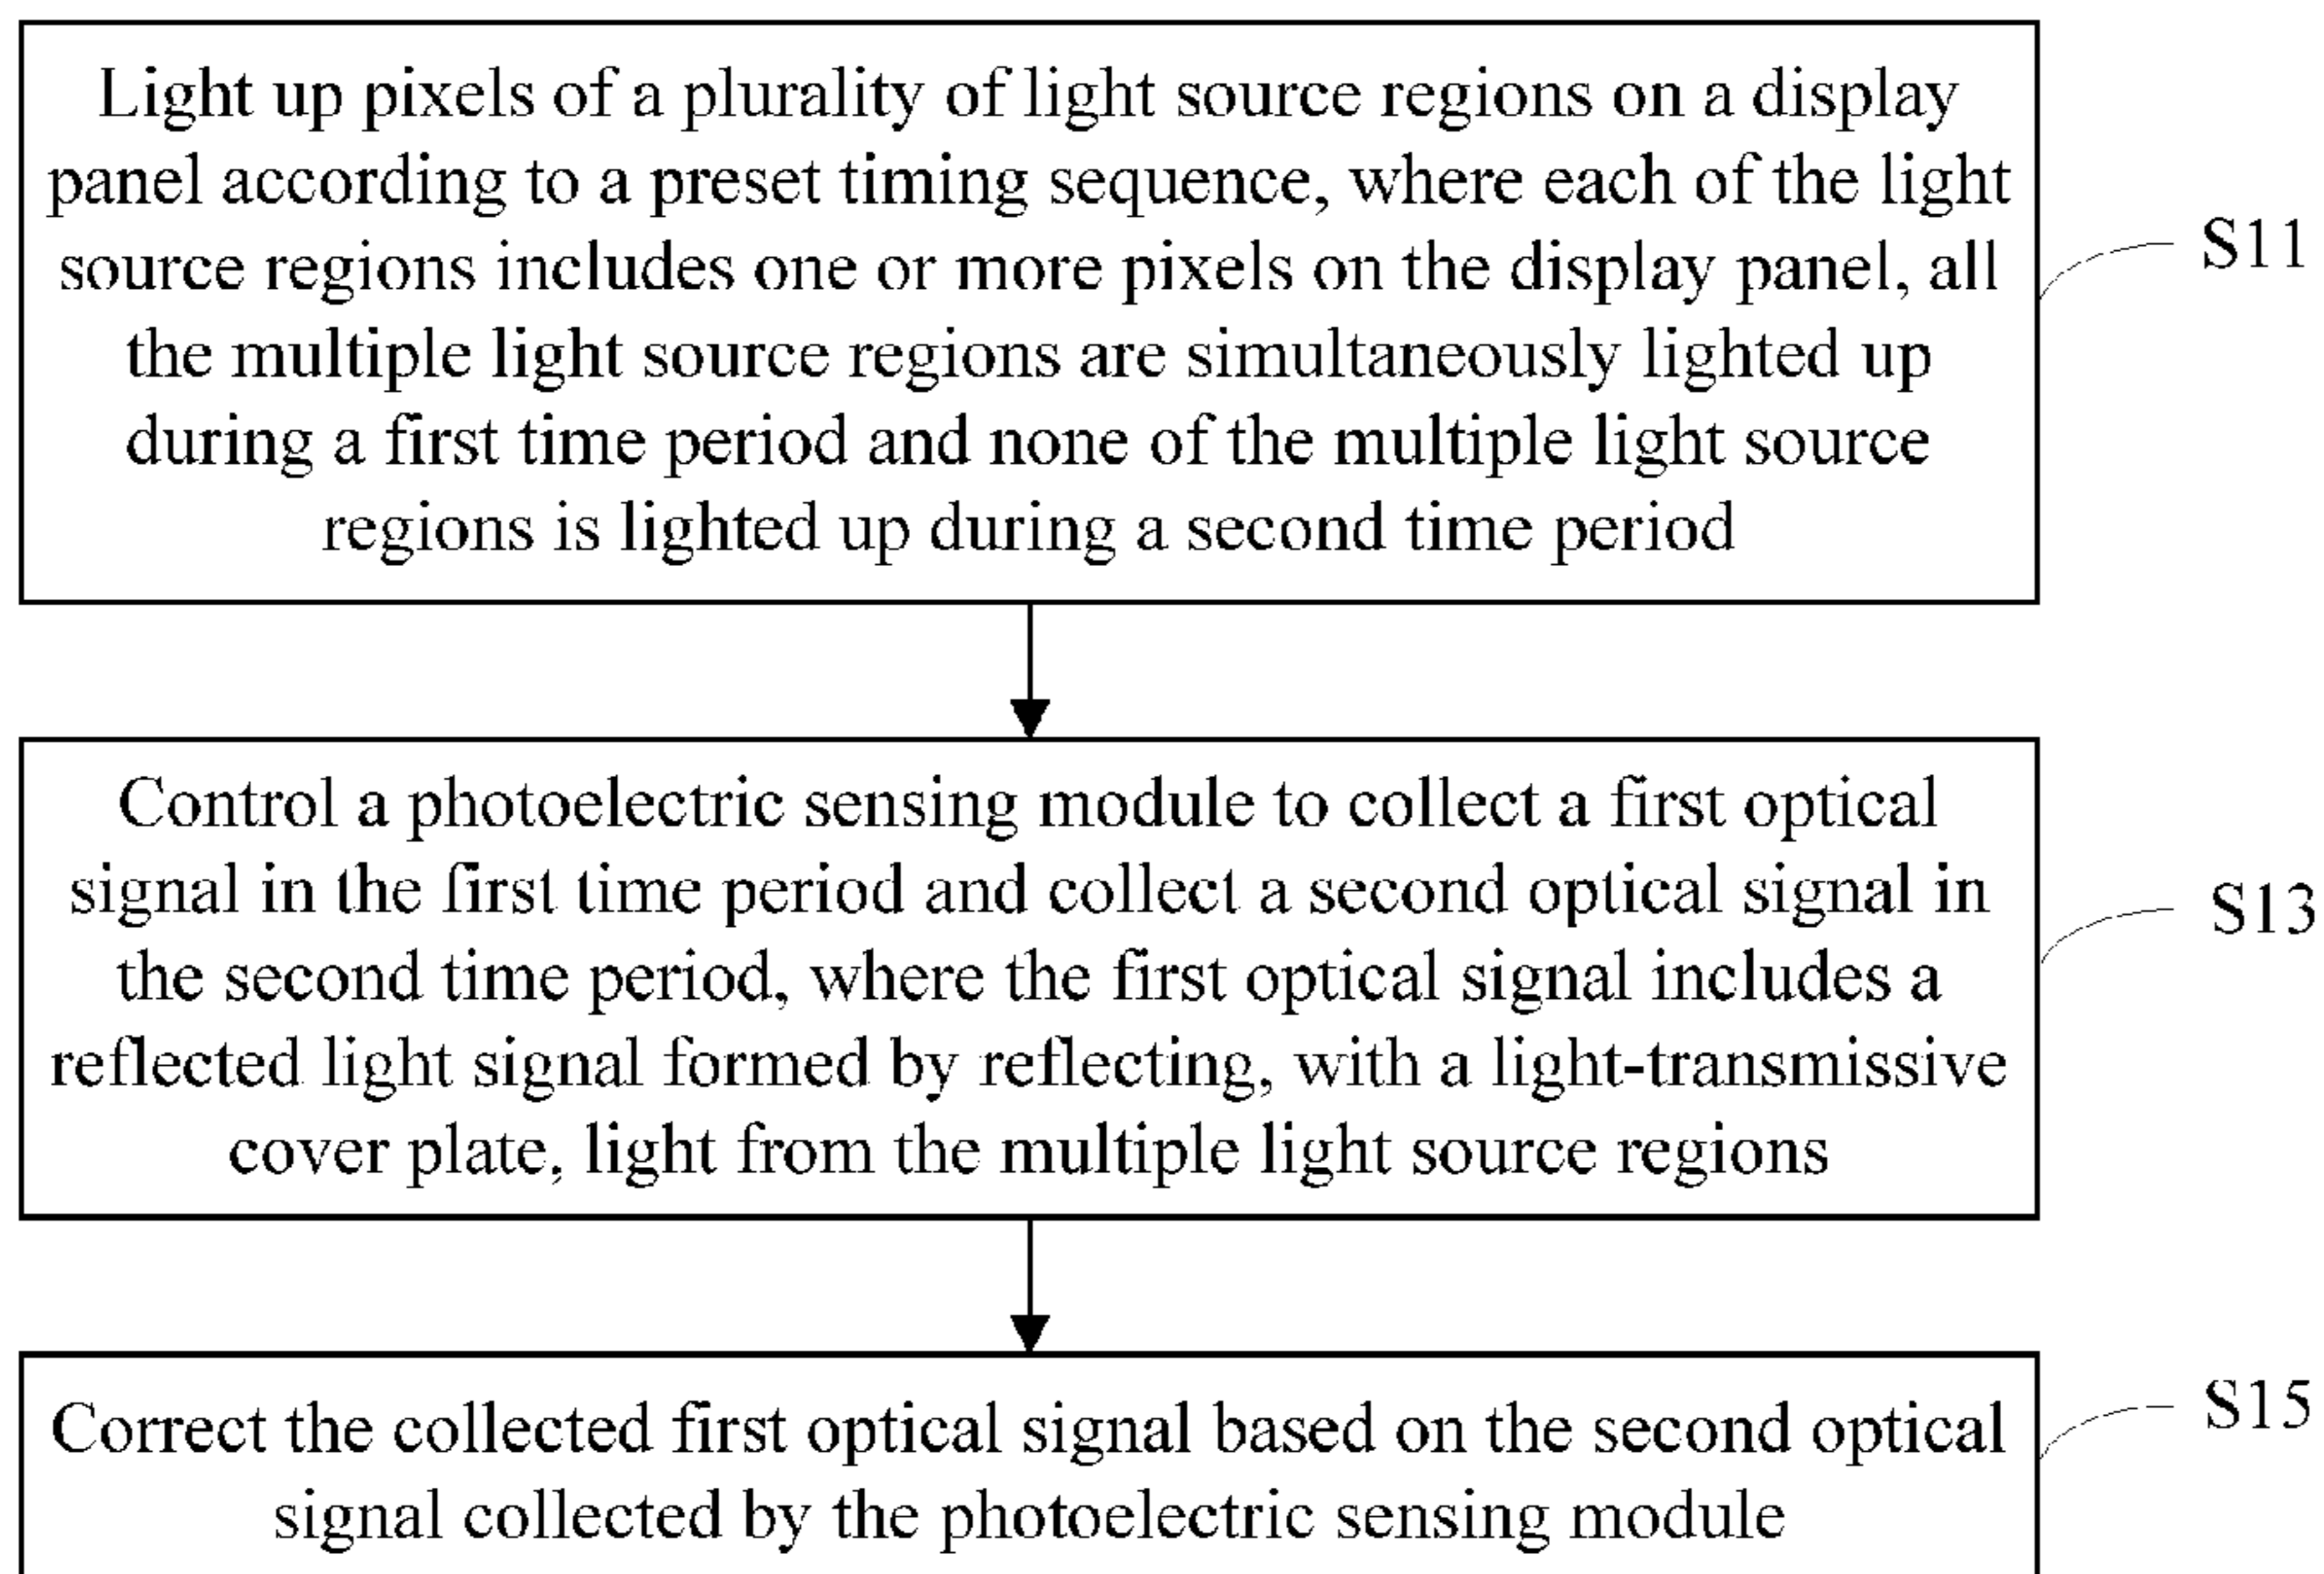 Light up pixels of a plurality of light source regions on a display
panel according to a preset timing sequence, where each of the light
source regions includes one or more pixels on the display panel, all
the multiple light source regions are simultaneously lighted up
during a first time period and none of the multiple light source
regions is lighted up during a second time period
S11
Control a photoelectric sensing module to collect a first optical
signal in the first time period and collect a second optical signal in
the second time period, where the first optical signal includes a
reflected light signal formed by reflecting, with a light-transmissive
cover plate, light from the multiple light source regions
S13
Correct the collected first optical signal based on the second optical
signal collected by the photoelectric sensing module
S15